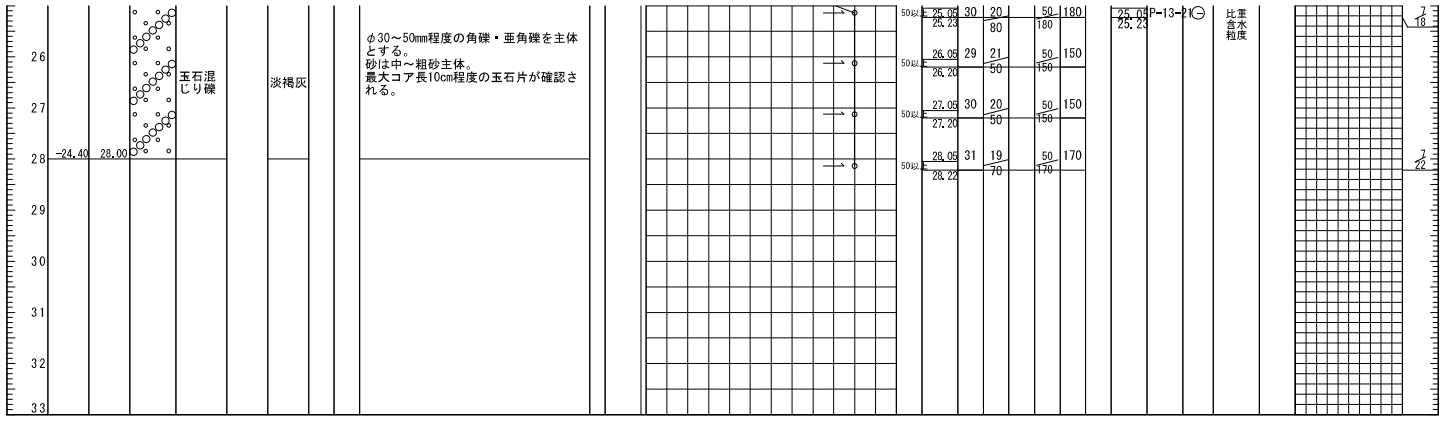 50以上 25.05 30 20 50 180 25.05 P-13-21 比重 7
25.23 80 180 25.23 含水 18
粒度
φ30～50mm程度の角礫・亜角礫を主体
とする。
砂は中～粗砂主体。
最大コア長10cm程度の玉石片が確認さ
れる。
26 50以上 26.05 29 21 50 150
26.20 50 150
玉石混
じり礫
淡褐灰
27 50以上 27.05 30 20 50 150
27.20 50 150
28 -24.40 28.00 50以上 28.05 31 19 50 170 7
28.22 70 170 22
29
30
31
32
33